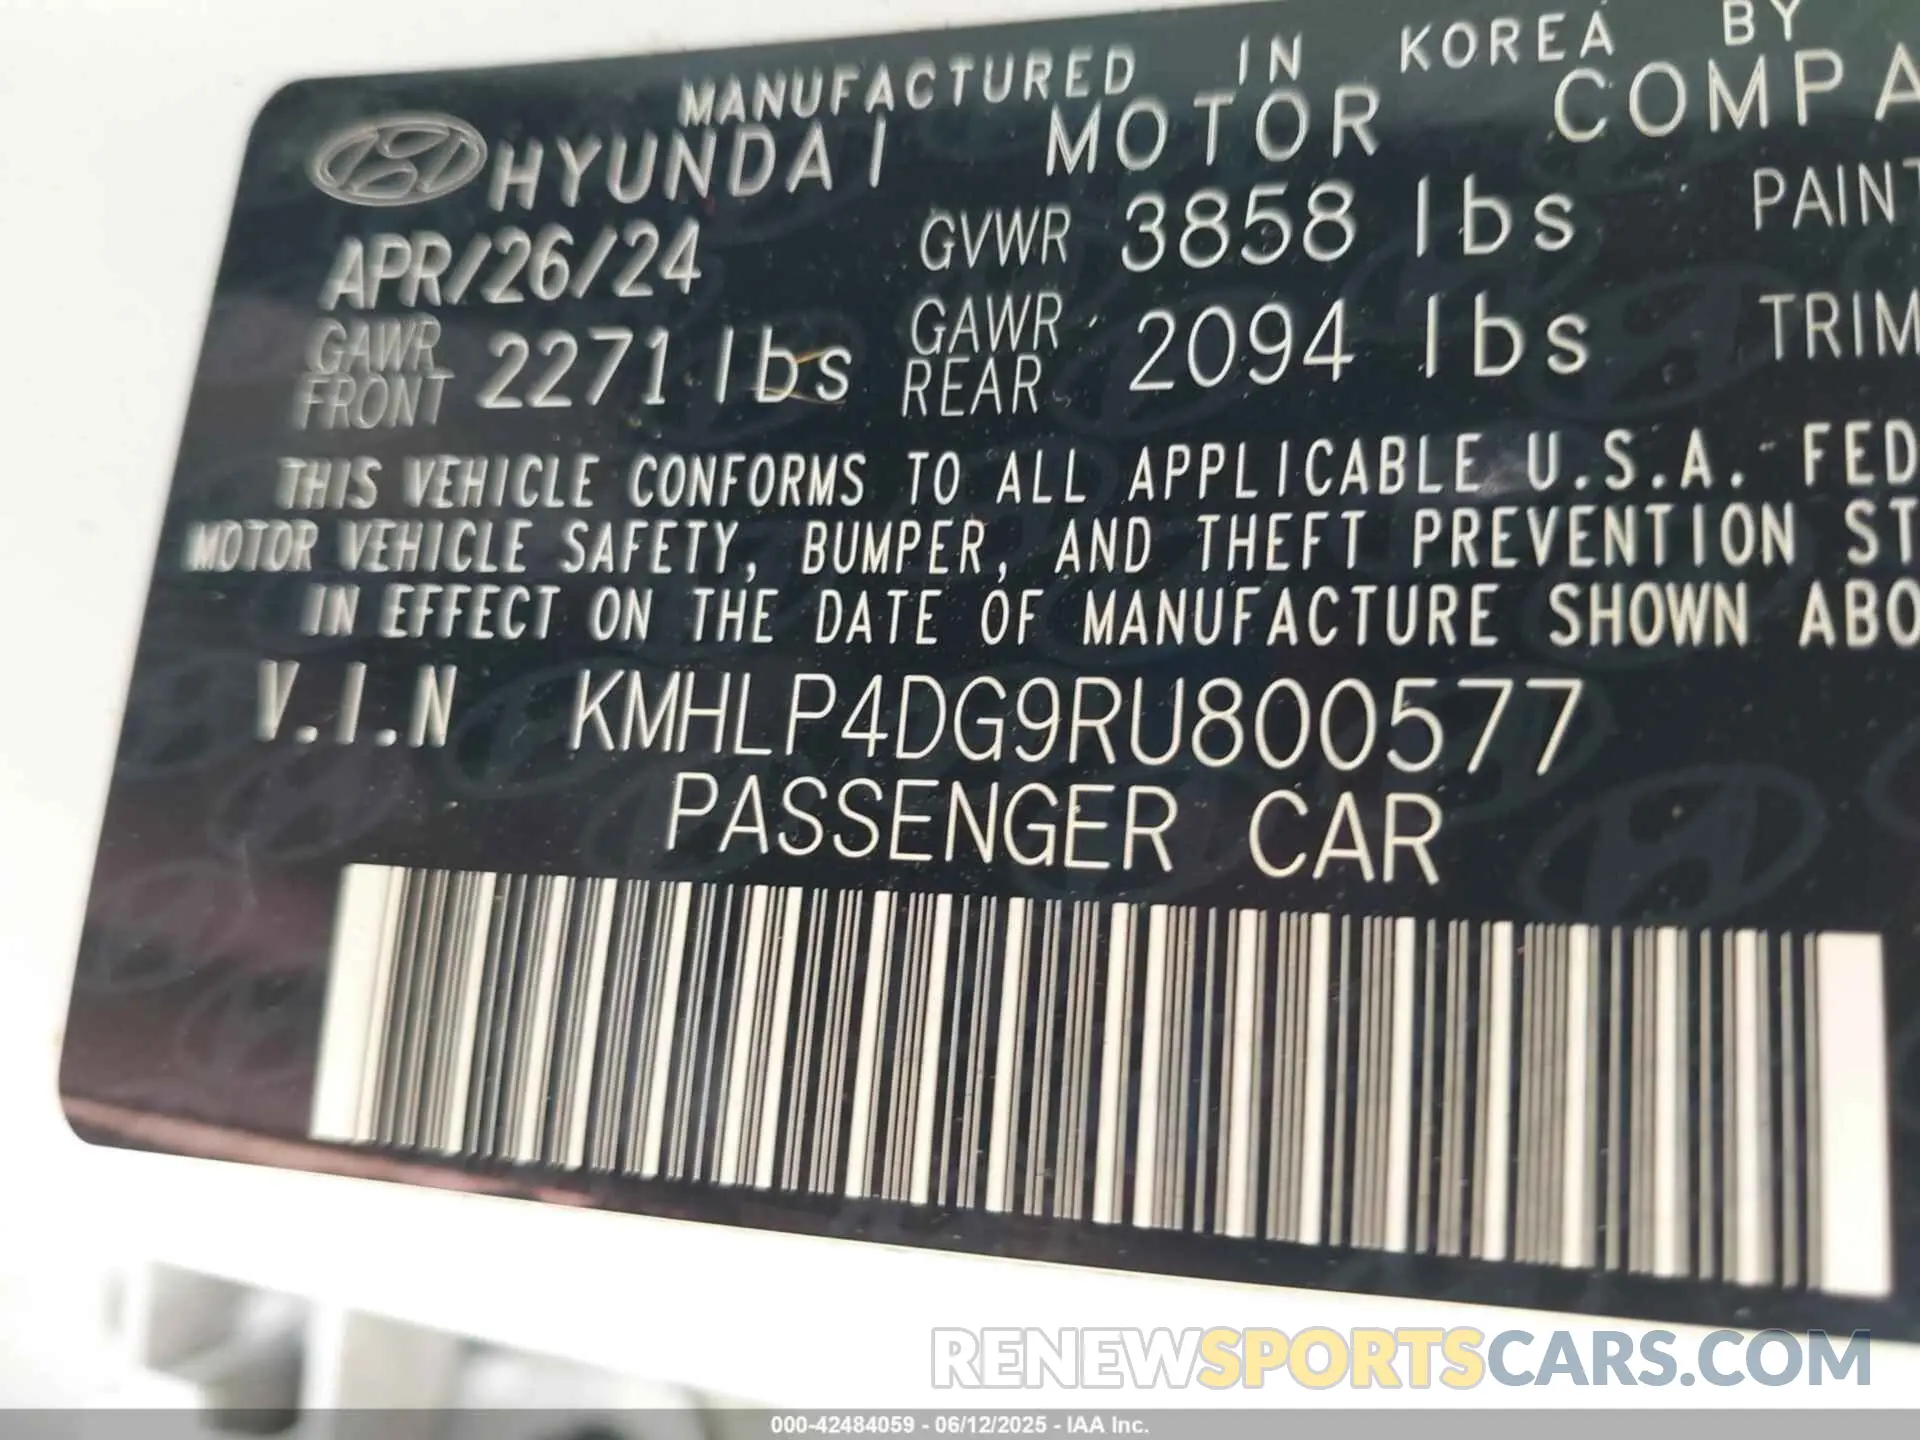 MANUFACTURED IN KOREA BY
HYUNDAI MOTOR COMPA
APR/26/24 GVWR 3858 lbs PAINT
GAWR FRONT 2271 lbs GAWR REAR 2094 lbs TRIM
THIS VEHICLE CONFORMS TO ALL APPLICABLE U.S.A. FED
MOTOR VEHICLE SAFETY, BUMPER, AND THEFT PREVENTION ST
IN EFFECT ON THE DATE OF MANUFACTURE SHOWN ABO
V.I.N KMHLP4DG9RU800577
PASSENGER CAR
RENEWSPORTSCARS.COM
000-42484059 - 06/12/2025 - IAA Inc.